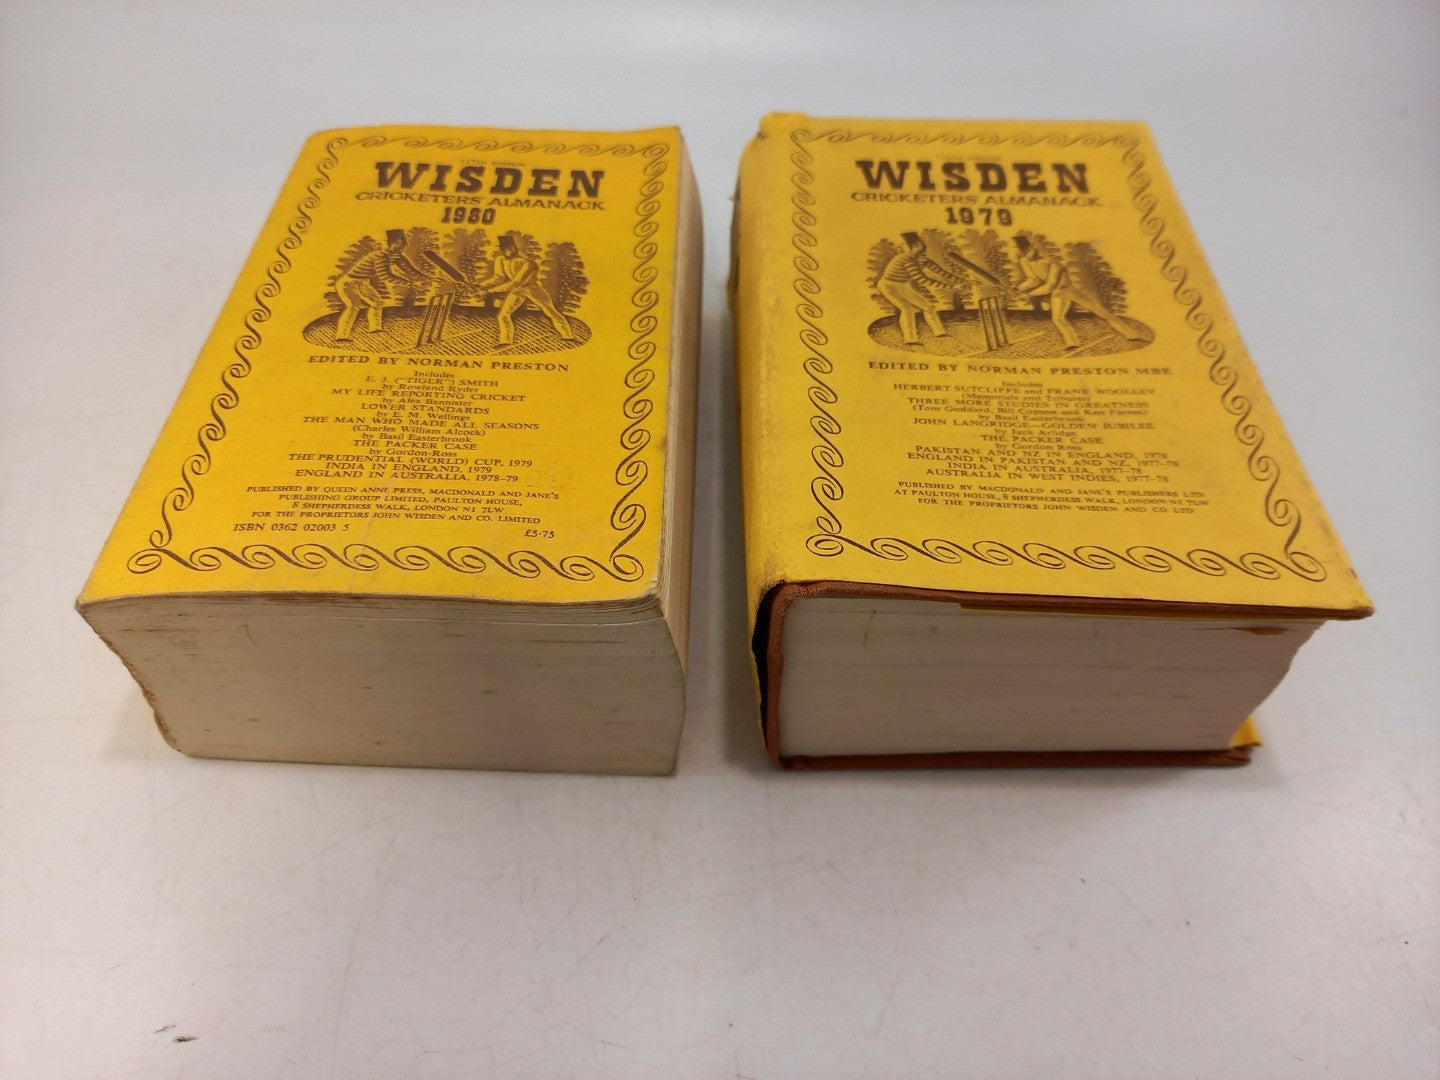 117TH EDITION
WISDEN
CRICKETERS' ALMANACK
1980
EDITED BY NORMAN PRESTON
Includes
E. J. ("TIGER") SMITH
by Rowland Ryder
MY LIFE REPORTING CRICKET
by Alex Bannister
LOWER STANDARDS
by E. M. Wellings
THE MAN WHO MADE ALL SEASONS
(Charles William Alcock)
by Basil Easterbrook
THE PACKER CASE
by Gordon Ross
THE PRUDENTIAL (WORLD) CUP, 1979
INDIA IN ENGLAND, 1979
ENGLAND IN AUSTRALIA, 1978-79
PUBLISHED BY QUEEN ANNE PRESS, MACDONALD AND JANE'S
PUBLISHING GROUP LIMITED, PAULTON HOUSE,
8 SHEPHERDESS WALK, LONDON N1 7LW
FOR THE PROPRIETORS JOHN WISDEN AND CO. LIMITED
ISBN 0362 02003 5
£5·75
EDITION
WISDEN
CRICKETERS' ALMANACK
1979
EDITED BY NORMAN PRESTON MBE
Includes
HERBERT SUTCLIFFE and FRANK WOOLLEY
(Memorials and Tributes)
THREE MORE STUDIES IN GREATNESS
(Tom Goddard, Bill Copson and Ken Farnes)
by Basil Easterbrook
JOHN LANGRIDGE—GOLDEN JUBILEE
by Jack Arlidge
THE PACKER CASE
by Gordon Ross
PAKISTAN AND NZ IN ENGLAND, 1978
ENGLAND IN PAKISTAN AND NZ, 1977-78
INDIA IN AUSTRALIA, 1977-78
AUSTRALIA IN WEST INDIES, 1977-78
PUBLISHED BY MACDONALD AND JANE'S PUBLISHERS LTD
AT PAULTON HOUSE, 8 SHEPHERDESS WALK, LONDON N1 7LW
FOR THE PROPRIETORS JOHN WISDEN AND CO LTD